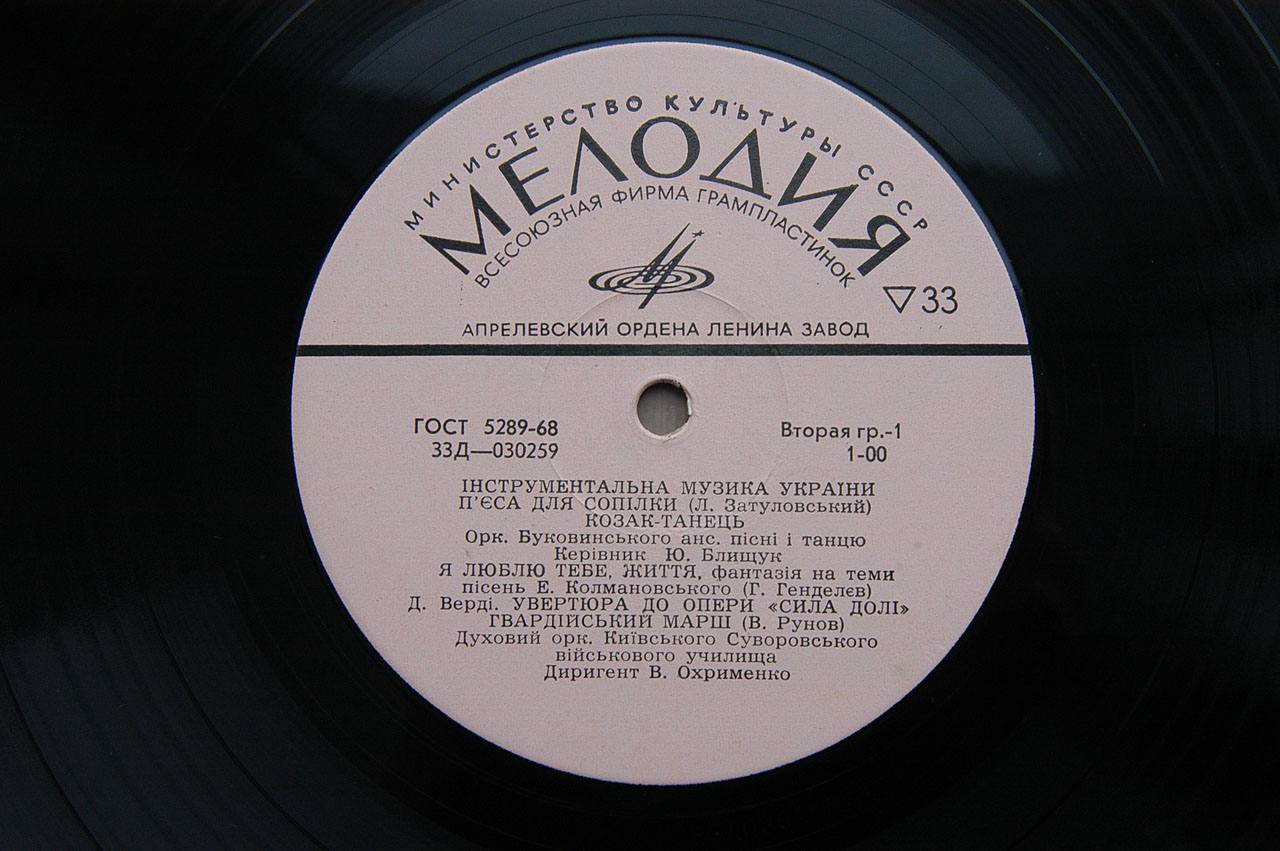 МИНИСТЕРСТВО КУЛЬТУРЫ СССР
МЕЛОДИЯ
ВСЕСОЮЗНАЯ ФИРМА ГРАМПЛАСТИНОК
▽33
АПРЕЛЕВСКИЙ ОРДЕНА ЛЕНИНА ЗАВОД
ГОСТ 5289-68
33Д—030259
Вторая гр.-1
1-00
ІНСТРУМЕНТАЛЬНА МУЗИКА УКРАІНИ
П'ЄСА ДЛЯ СОПІЛКИ (Л. Затуловський)
КОЗАК-ТАНЕЦЬ
Орк. Буковинського анс. пісні і танцю
Керівник Ю. Блищук
Я ЛЮБЛЮ ТЕБЕ, ЖИТТЯ, фантазія на теми
пісень Е. Колмановського (Г. Генделєв)
Д. Верді. УВЕРТЮРА ДО ОПЕРИ «СИЛА ДОЛІ»
ГВАРДІЙСЬКИЙ МАРШ (В. Рунов)
Духовий орк. Київського Суворовського
військового училища
Диригент В. Охрименко